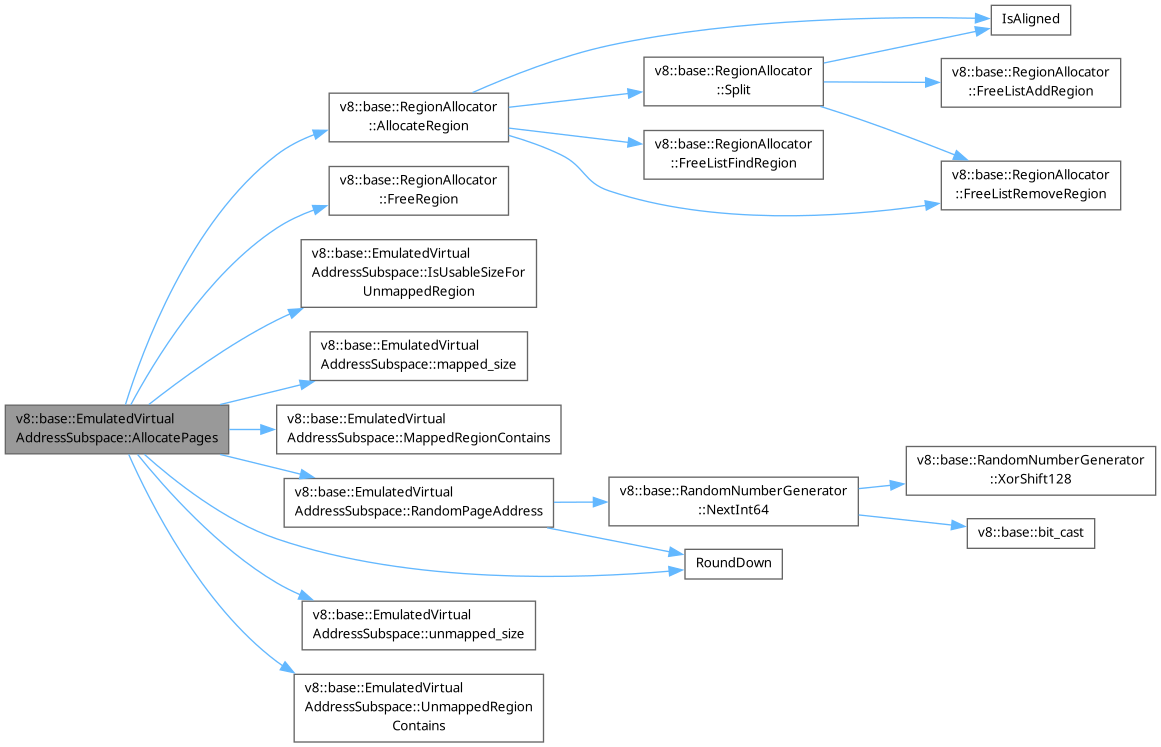 v8::base::EmulatedVirtual
AddressSubspace::AllocatePages
v8::base::RegionAllocator
::AllocateRegion
v8::base::RegionAllocator
::FreeRegion
v8::base::EmulatedVirtual
AddressSubspace::IsUsableSizeFor
UnmappedRegion
v8::base::EmulatedVirtual
AddressSubspace::mapped_size
v8::base::EmulatedVirtual
AddressSubspace::MappedRegionContains
v8::base::EmulatedVirtual
AddressSubspace::RandomPageAddress
v8::base::EmulatedVirtual
AddressSubspace::unmapped_size
v8::base::EmulatedVirtual
AddressSubspace::UnmappedRegion
Contains
v8::base::RegionAllocator
::Split
v8::base::RegionAllocator
::FreeListFindRegion
v8::base::RandomNumberGenerator
::NextInt64
RoundDown
IsAligned
v8::base::RegionAllocator
::FreeListAddRegion
v8::base::RegionAllocator
::FreeListRemoveRegion
v8::base::RandomNumberGenerator
::XorShift128
v8::base::bit_cast